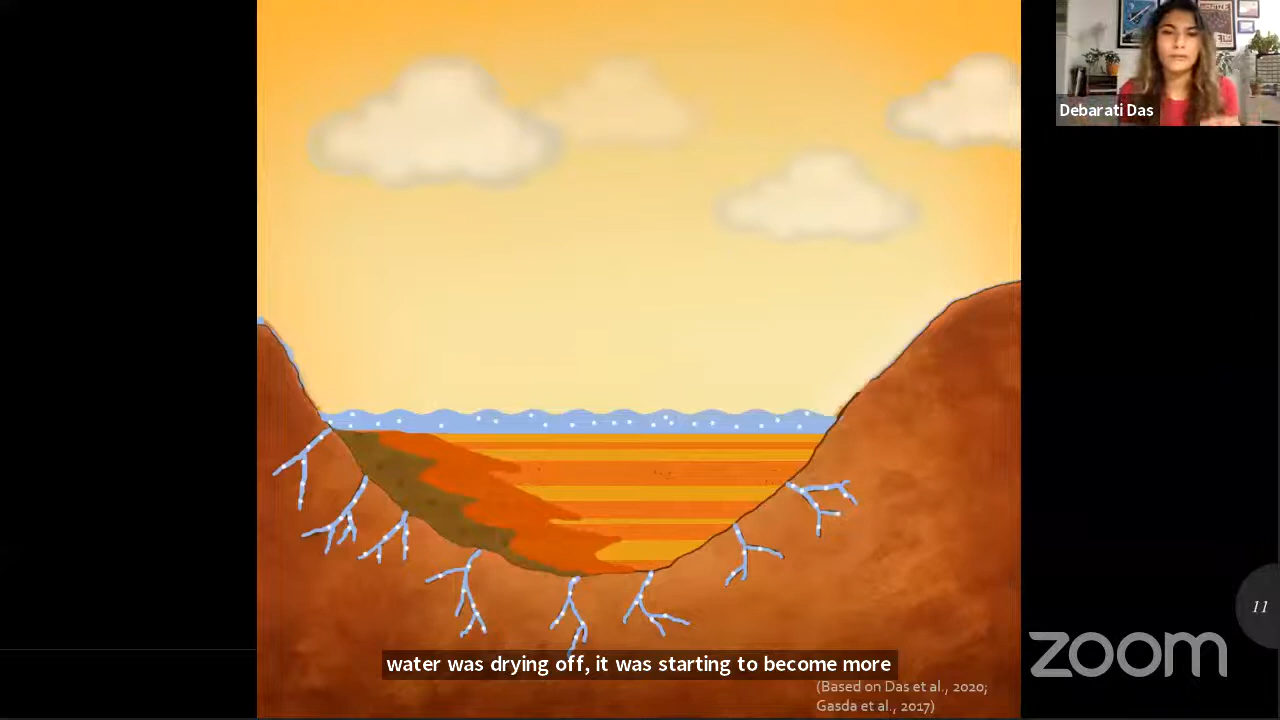 Debarati Das
11
zoom
water was drying off, it was starting to become more
(Based on Das et al., 2020;
Gasda et al., 2017)